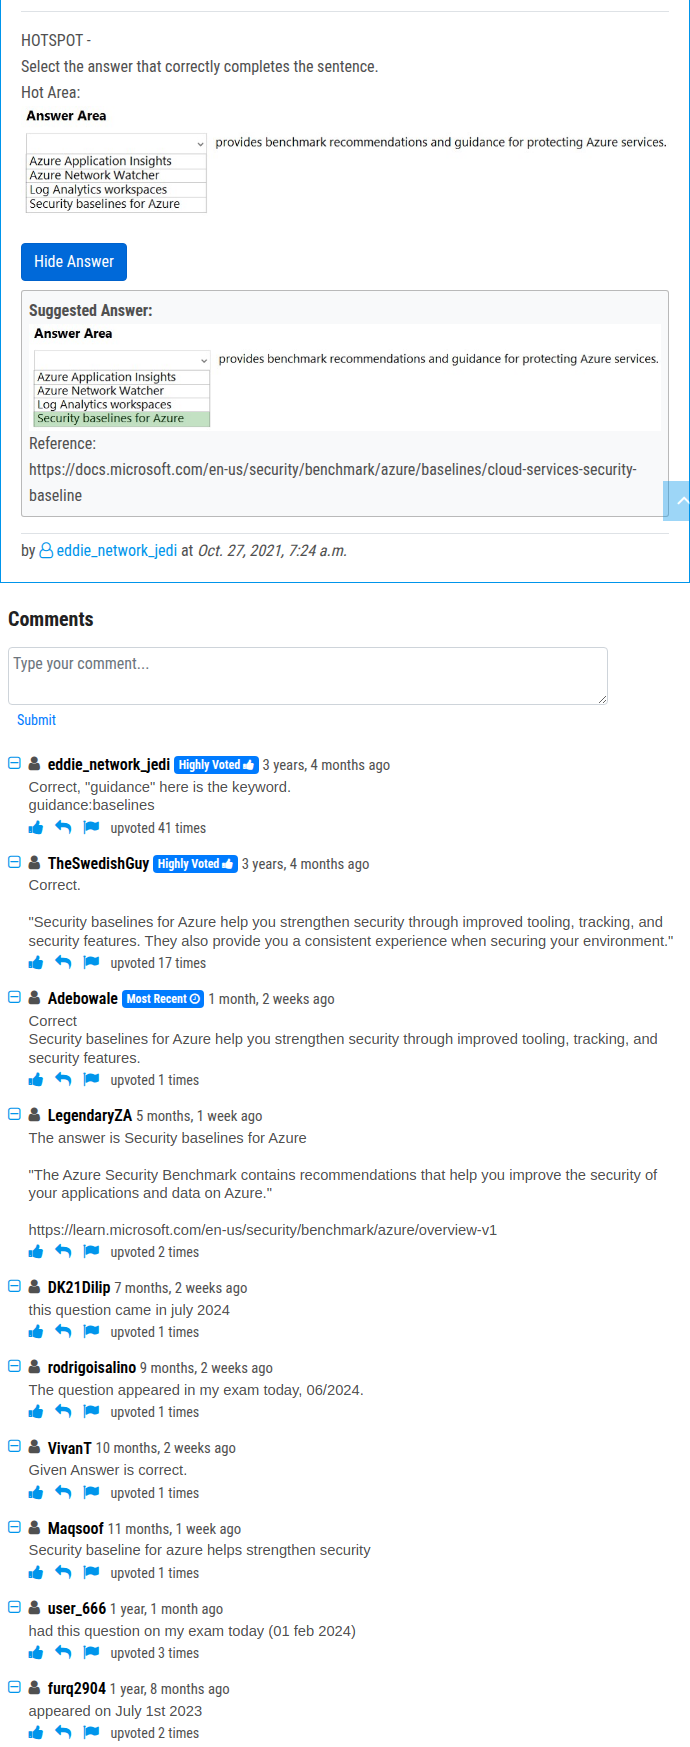 HOTSPOT -
Select the answer that correctly completes the sentence.
Hot Area:
Answer Area
provides benchmark recommendations and guidance for protecting Azure services.
Azure Application Insights
Azure Network Watcher
Log Analytics workspaces
Security baselines for Azure
Hide Answer
Suggested Answer:
Answer Area
provides benchmark recommendations and guidance for protecting Azure services.
Azure Application Insights
Azure Network Watcher
Log Analytics workspaces
Security baselines for Azure
Reference:
https://docs.microsoft.com/en-us/security/benchmark/azure/baselines/cloud-services-security-
baseline
by eddie_network_jedi at Oct. 27, 2021, 7:24 a.m.
Comments
Type your comment...
Submit
eddie_network_jedi Highly Voted 3 years, 4 months ago
Correct, "guidance" here is the keyword.
guidance:baselines
upvoted 41 times
TheSwedishGuy Highly Voted 3 years, 4 months ago
Correct.
"Security baselines for Azure help you strengthen security through improved tooling, tracking, and
security features. They also provide you a consistent experience when securing your environment."
upvoted 17 times
Adebowale Most Recent 1 month, 2 weeks ago
Correct
Security baselines for Azure help you strengthen security through improved tooling, tracking, and
security features.
upvoted 1 times
LegendaryZA 5 months, 1 week ago
The answer is Security baselines for Azure
"The Azure Security Benchmark contains recommendations that help you improve the security of
your applications and data on Azure."
https://learn.microsoft.com/en-us/security/benchmark/azure/overview-v1
upvoted 2 times
DK21Dilip 7 months, 2 weeks ago
this question came in july 2024
upvoted 1 times
rodrigoisalino 9 months, 2 weeks ago
The question appeared in my exam today, 06/2024.
upvoted 1 times
VivanT 10 months, 2 weeks ago
Given Answer is correct.
upvoted 1 times
Maqsoof 11 months, 1 week ago
Security baseline for azure helps strengthen security
upvoted 1 times
user_666 1 year, 1 month ago
had this question on my exam today (01 feb 2024)
upvoted 3 times
furq2904 1 year, 8 months ago
appeared on July 1st 2023
upvoted 2 times